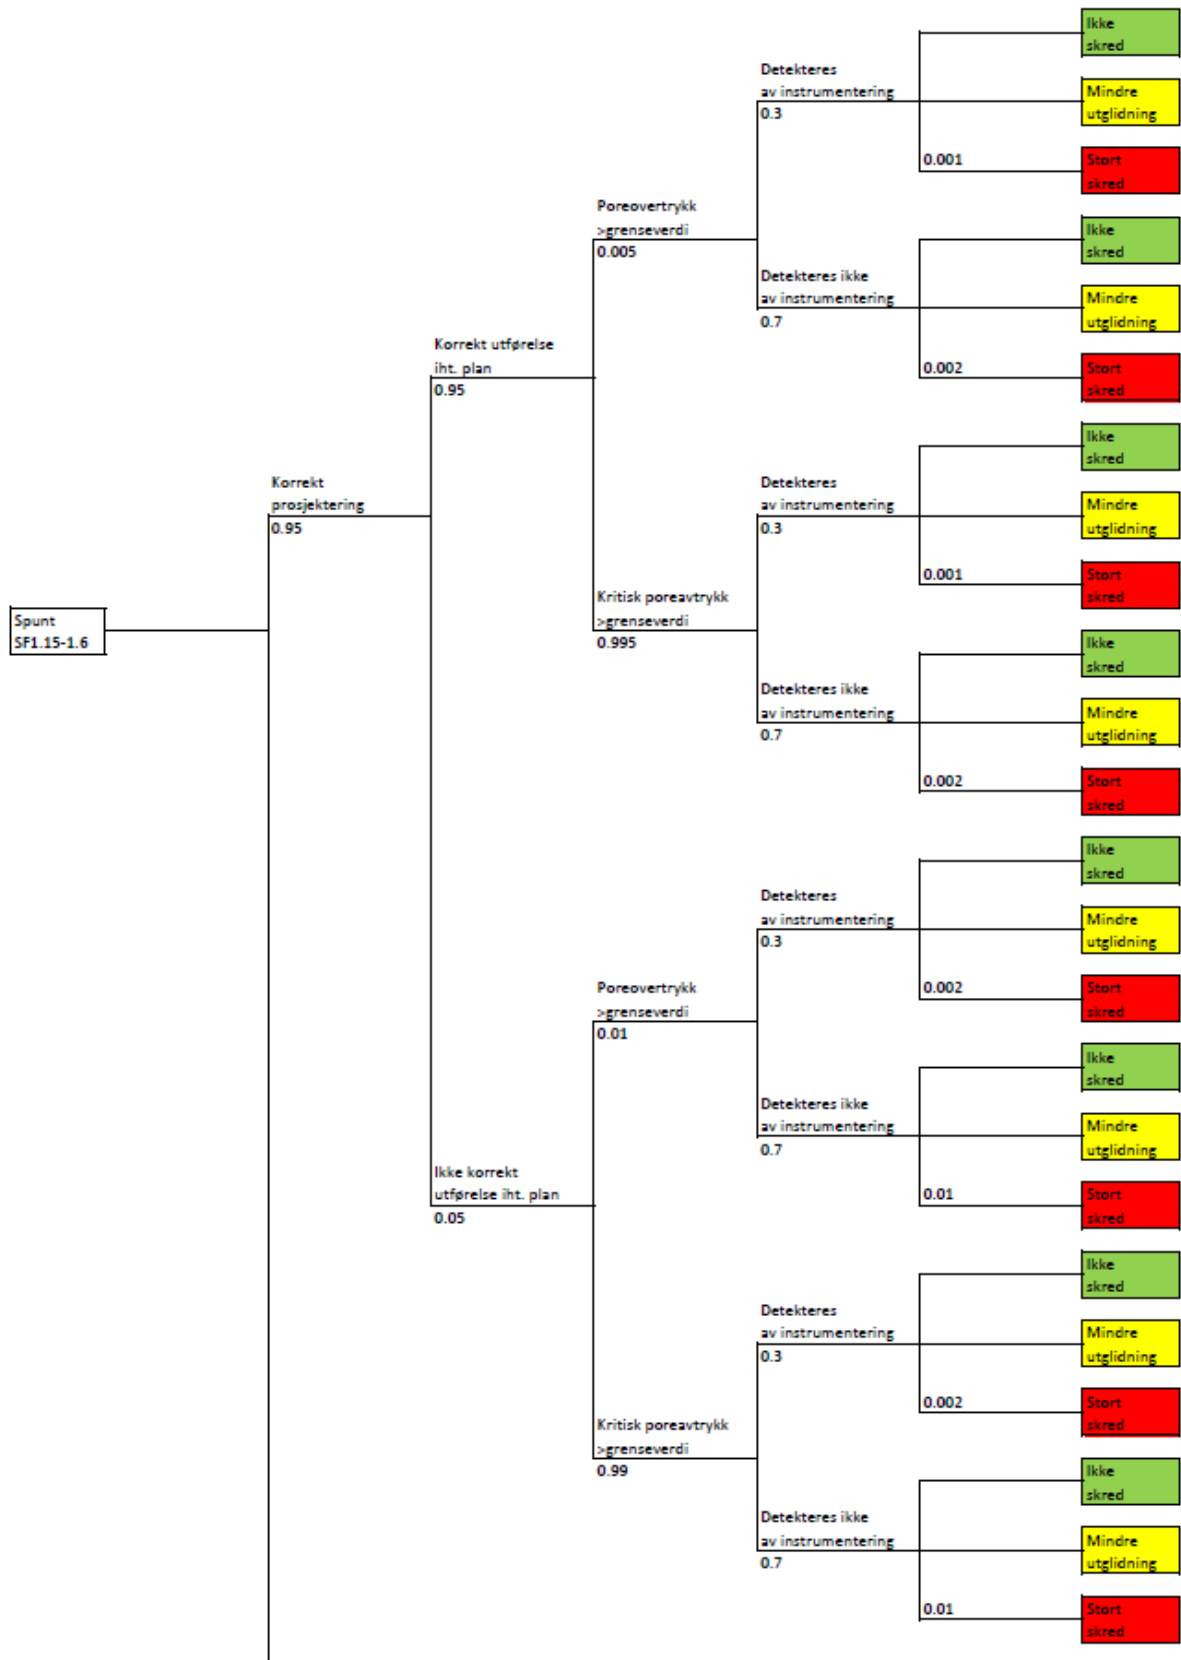 Ikke
skred
Detekteres
av instrumentering
0.3
Mindre
utglidning
0.001
Stort
skred
Poreovertrykk
>grenseverdi
0.005
Ikke
skred
Detekteres ikke
av instrumentering
0.7
Mindre
utglidning
Korrekt utførelse
iht. plan
0.95
0.002
Stort
skred
Ikke
skred
Korrekt
prosjektering
0.95
Detekteres
av instrumentering
0.3
Mindre
utglidning
0.001
Stort
skred
Spunt
SF1.15-1.6
Kritisk poreavtrykk
>grenseverdi
0.995
Ikke
skred
Detekteres ikke
av instrumentering
0.7
Mindre
utglidning
0.002
Stort
skred
Ikke
skred
Detekteres
av instrumentering
0.3
Mindre
utglidning
Poreovertrykk
>grenseverdi
0.01
0.002
Stort
skred
Ikke
skred
Detekteres ikke
av instrumentering
0.7
Mindre
utglidning
Ikke korrekt
utførelse iht. plan
0.05
0.01
Stort
skred
Ikke
skred
Detekteres
av instrumentering
0.3
Mindre
utglidning
0.002
Stort
skred
Kritisk poreavtrykk
>grenseverdi
0.99
Ikke
skred
Detekteres ikke
av instrumentering
0.7
Mindre
utglidning
0.01
Stort
skred